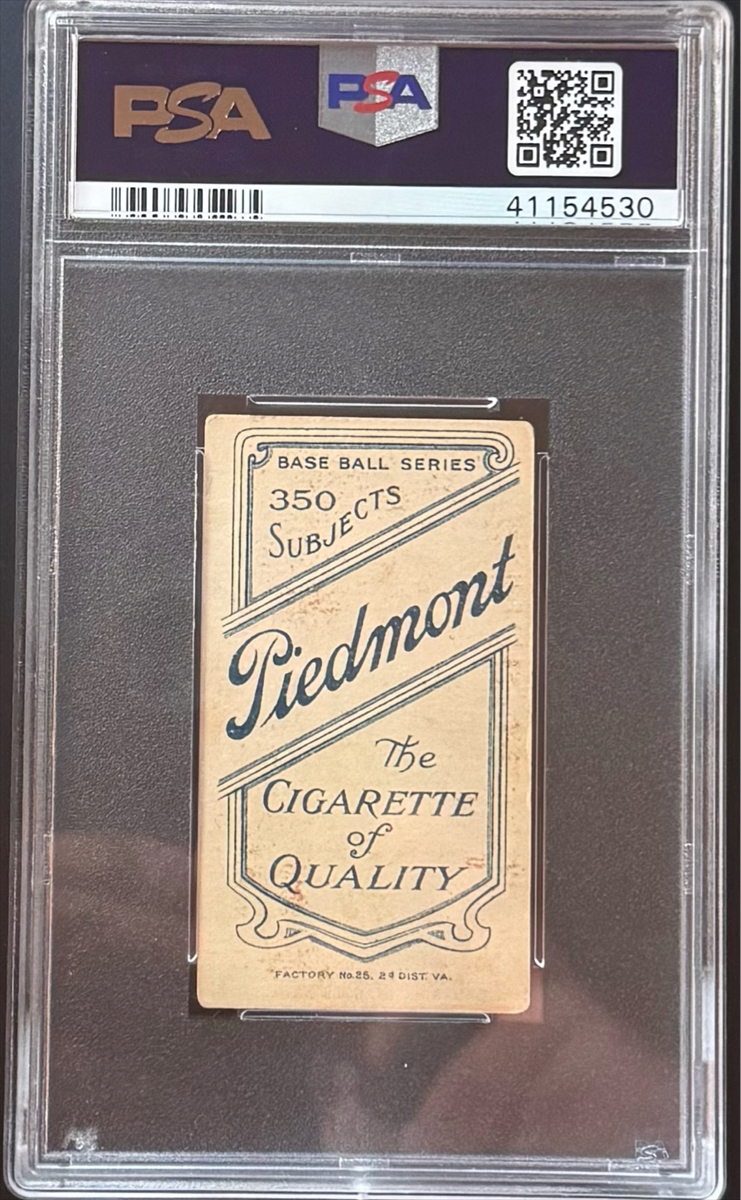 PSA
PSA
41154530
BASE BALL SERIES
350
SUBJECTS
Piedmont
The
CIGARETTE
of
QUALITY
FACTORY No.25. 2d DIST. VA.